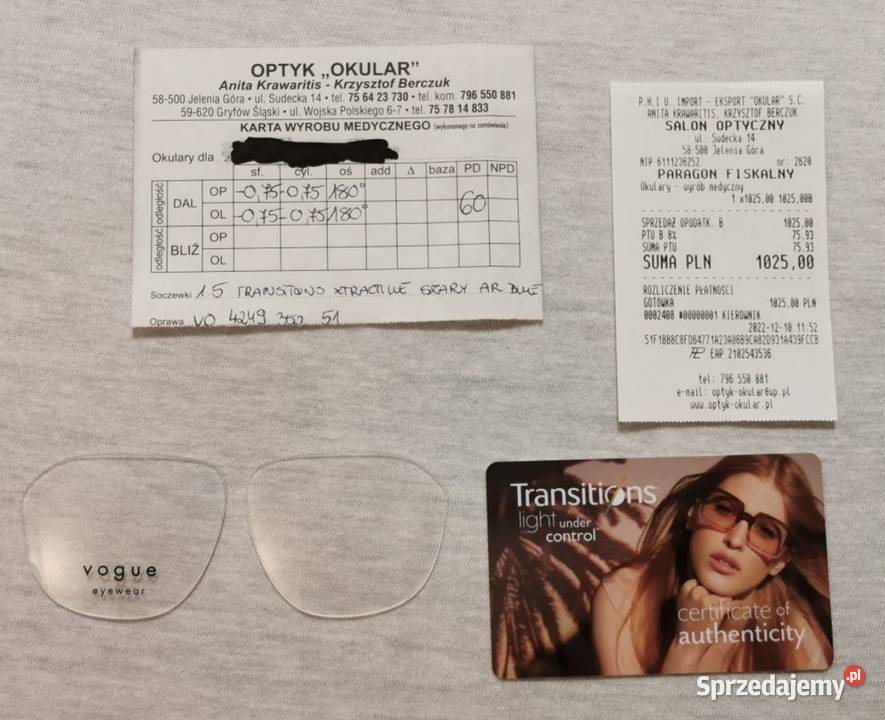 OPTYK „OKULAR”
Anita Krawaritis - Krzysztof Berczuk
58-500 Jelenia Góra • ul. Sudecka 14 • tel. 75 64 23 730 • tel. kom. 796 550 881
59-620 Gryfów Śląski • ul. Wojska Polskiego 6-7 • tel. 75 78 14 833
KARTA WYROBU MEDYCZNEGO (wykonanego na zamówienie)
Okulary dla
sf. cyl. oś add Δ baza PD NPD
odległość DAL OP -0,75 -0,75 180° 60
OL -0,75 -0,75 180°
odległość BLIŻ OP
OL
Soczewki 1.5 TRANSITIONS XTRACTIVE AR BLUE
Oprawa VO 4249 51
P.H.I U. IMPORT - EKSPORT "OKULAR" S.C.
ANITA KRAWARITIS, KRZYSZTOF BERCZUK
SALON OPTYCZNY
ul. Sudecka 14
58-500 Jelenia Góra
NIP 6111236252 nr: 2620
PARAGON FISKALNY
Okulary - wyrób medyczny
1 x1025,00 1025,00B
SPRZEDAŻ OPODATK. B 1025,00
PTU B 8% 75,93
SUMA PTU 75,93
SUMA PLN 1025,00
ROZLICZENIE PŁATNOŚCI
GOTÓWKA 1025,00 PLN
0002408 #00000001 KIEROWNIK
2022-12-10 11:52
EAP 2102543536
tel: 796 550 881
e-mail: optyk-okular@wp.pl
www.optyk-okular.pl
vogue
eyewear
Transitions™
light under
control™
certificate of
authenticity
Sprzedajemy.pl